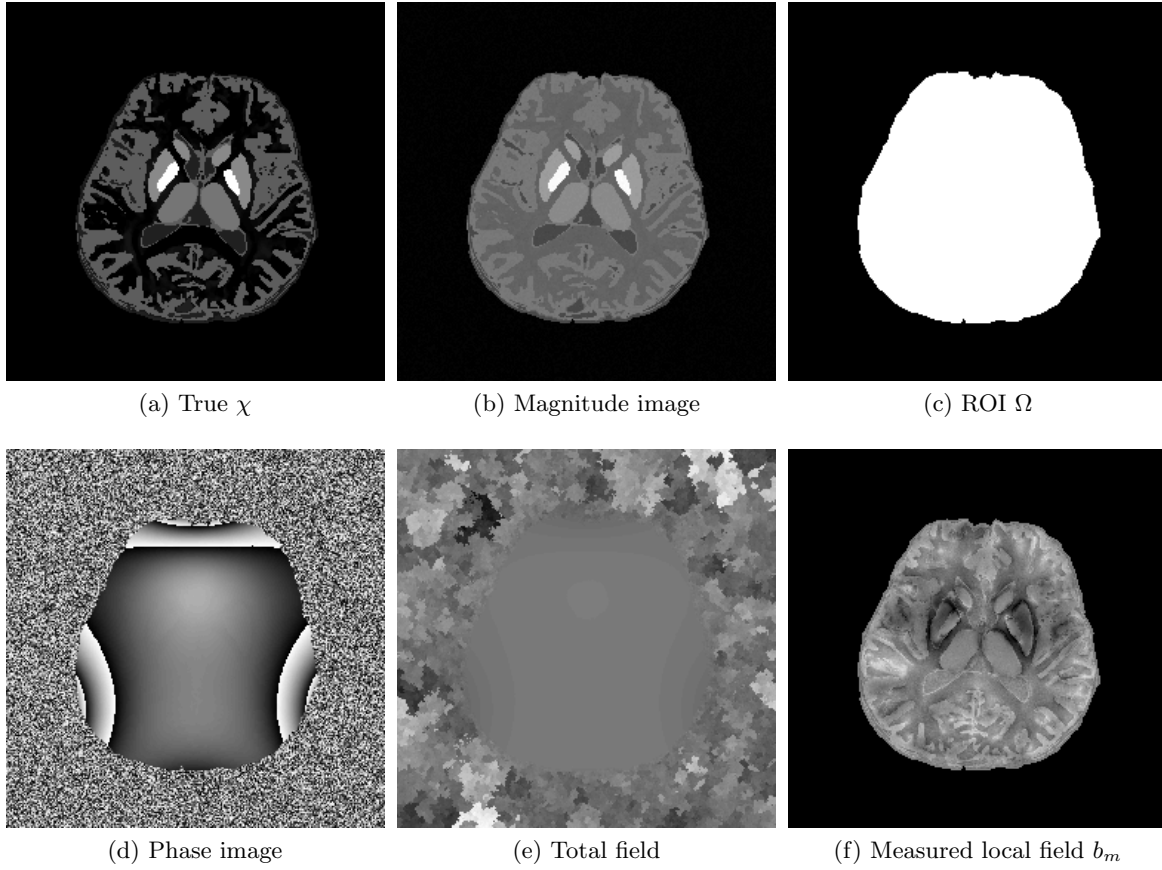 (a) True χ
(b) Magnitude image
(c) ROI Ω
(d) Phase image
(e) Total field
(f) Measured local field b_m